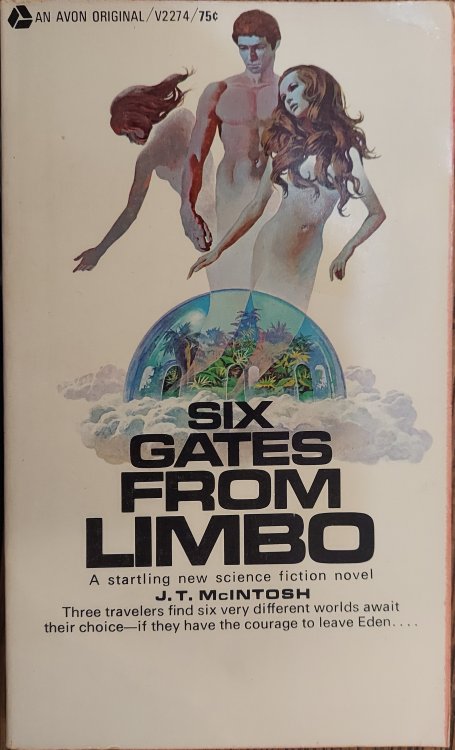 AN AVON ORIGINAL/V2274/75¢
SIX
GATES
FROM
LIMBO
A startling new science fiction novel
J.T. McINTOSH
Three travelers find six very different worlds await
their choice—if they have the courage to leave Eden....